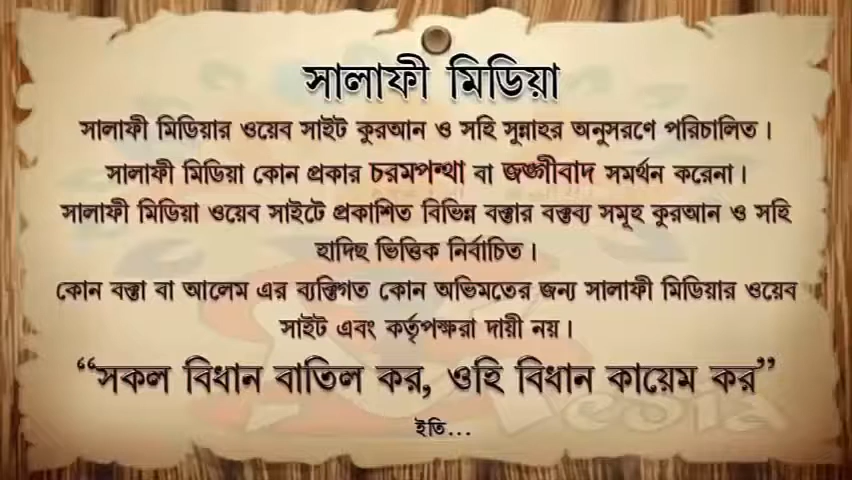 সালাফী মিডিয়া
সালাফী মিডিয়ার ওয়েব সাইট কুরআন ও সহি সুন্নাহর অনুসরণে পরিচালিত।
সালাফী মিডিয়া কোন প্রকার চরমপন্থা বা জঙ্গীবাদ সমর্থন করেনা।
সালাফী মিডিয়া ওয়েব সাইটে প্রকাশিত বিভিন্ন বক্তার বক্তব্য সমূহ কুরআন ও সহি
হাদিছ ভিত্তিক নির্বাচিত।
কোন বক্তা বা আলেম এর ব্যক্তিগত কোন অভিমতের জন্য সালাফী মিডিয়ার ওয়েব
সাইট এবং কর্তৃপক্ষরা দায়ী নয়।
“সকল বিধান বাতিল কর, ওহি বিধান কায়েম কর”
ইতি...